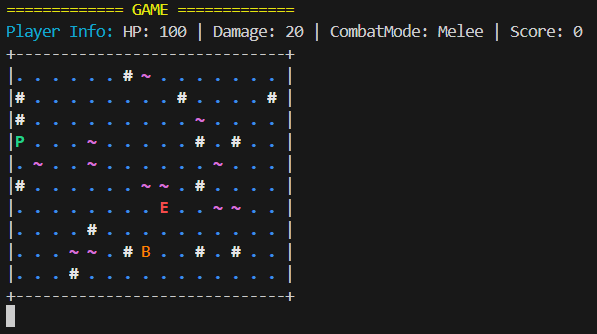 ============= GAME =============
Player Info: HP: 100 | Damage: 20 | CombatMode: Melee | Score: 0
+------------------------------+
|. . . . . . # ~ . . . . . . . |
|# . . . . . . . . # . . . . # |
|# . . . . . . . . . ~ . . . . |
|P . . . ~ . . . . . # . # . . |
|. ~ . . ~ . . . . . . ~ . . . |
|# . . . . . . ~ ~ . # . . . . |
|. . . . . . . . E . . ~ ~ . . |
|. . . . # . . . . . . . . . . |
|. . . ~ ~ . # B . . # . # . . |
|. . . # . . . . . . . . . . . |
+------------------------------+